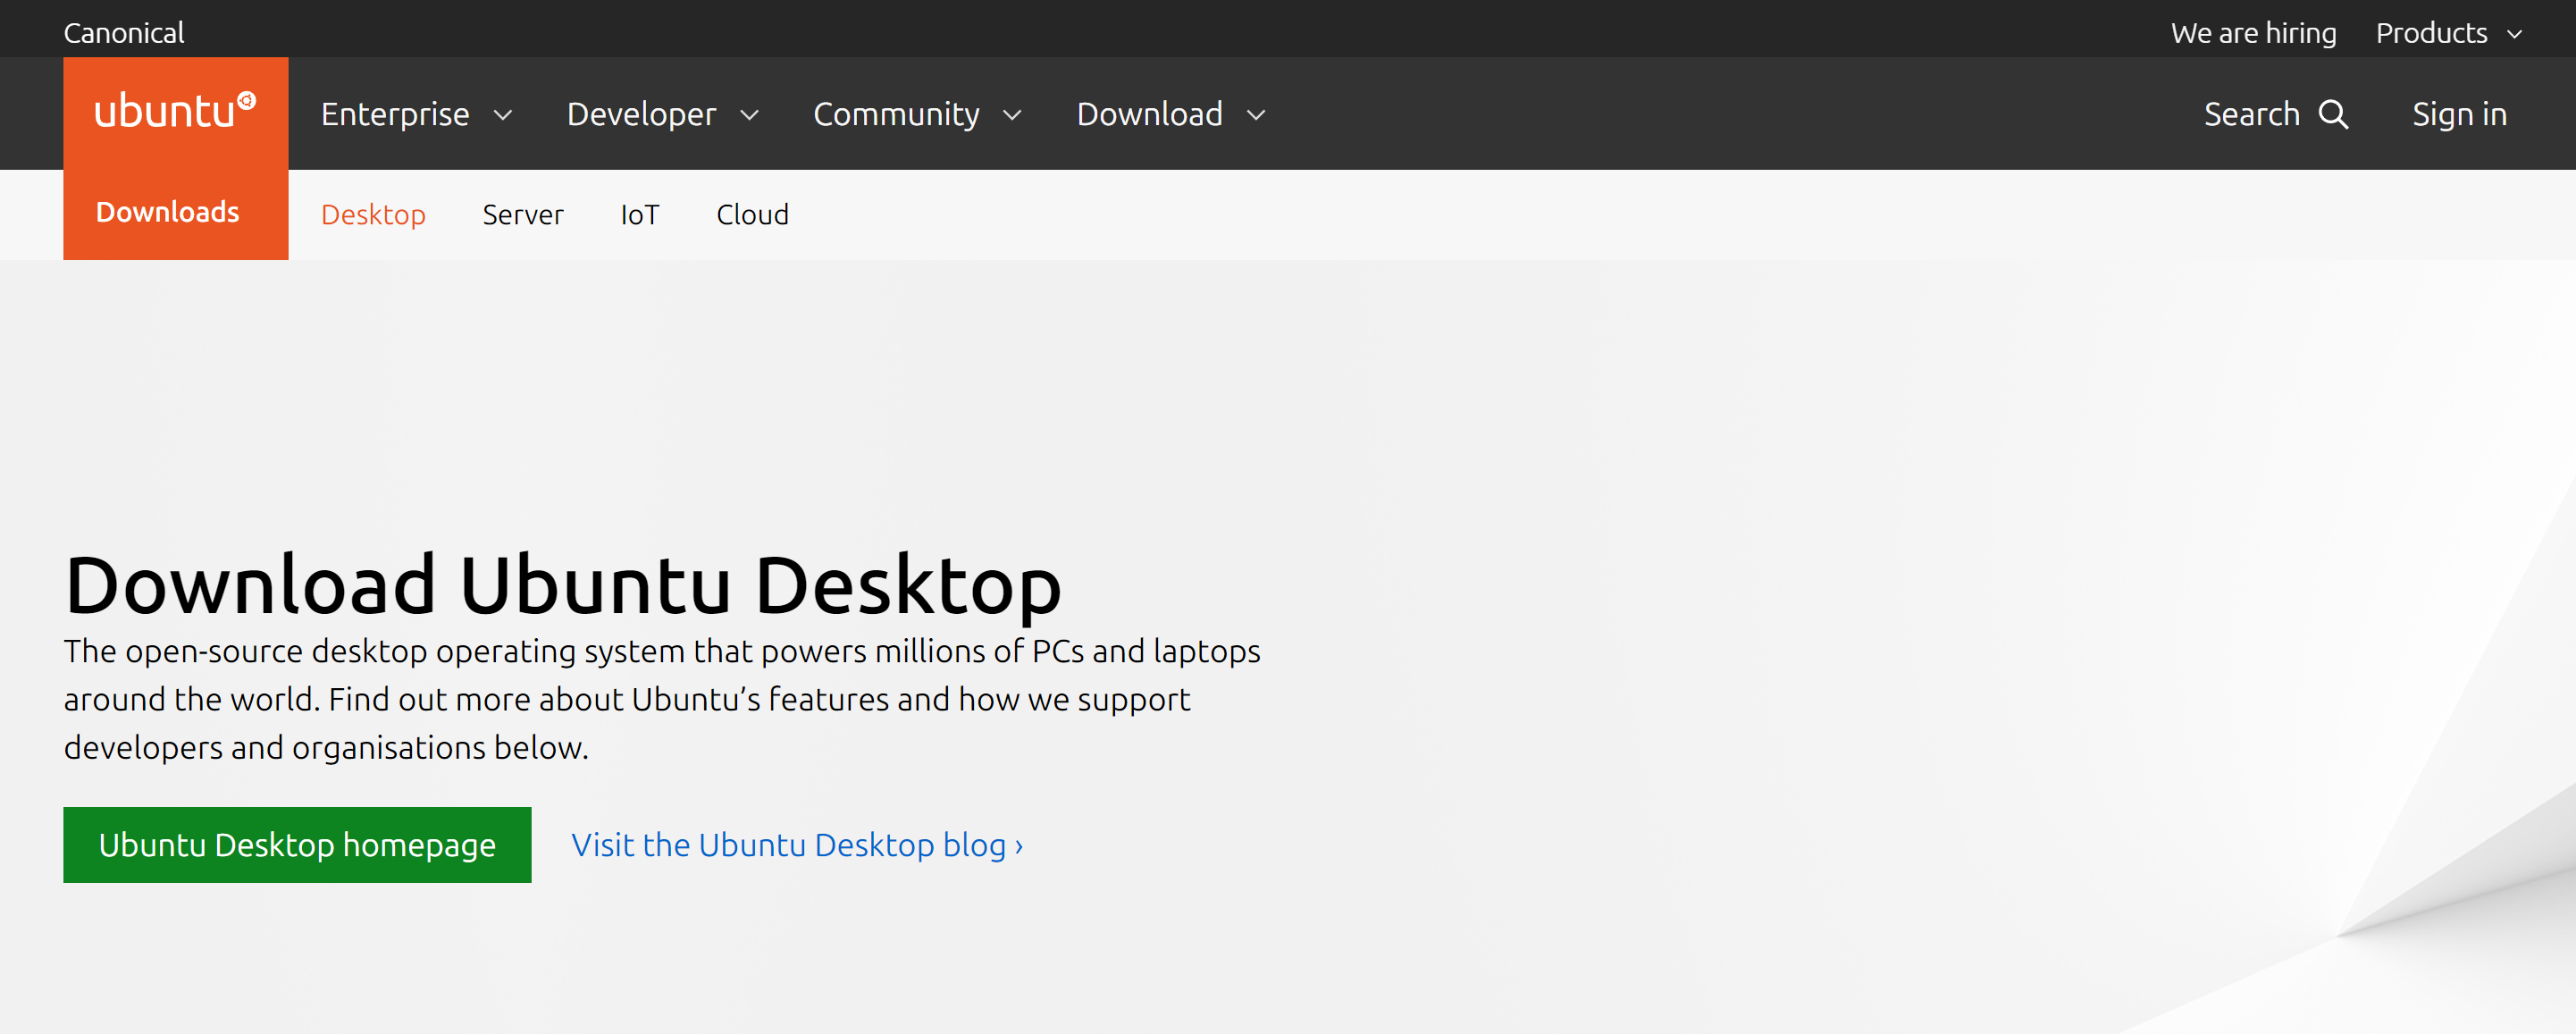 Canonical
We are hiring
Products
ubuntu
Enterprise
Developer
Community
Download
Search
Sign in
Downloads
Desktop
Server
IoT
Cloud
Download Ubuntu Desktop
The open-source desktop operating system that powers millions of PCs and laptops
around the world. Find out more about Ubuntu’s features and how we support
developers and organisations below.
Ubuntu Desktop homepage
Visit the Ubuntu Desktop blog ›